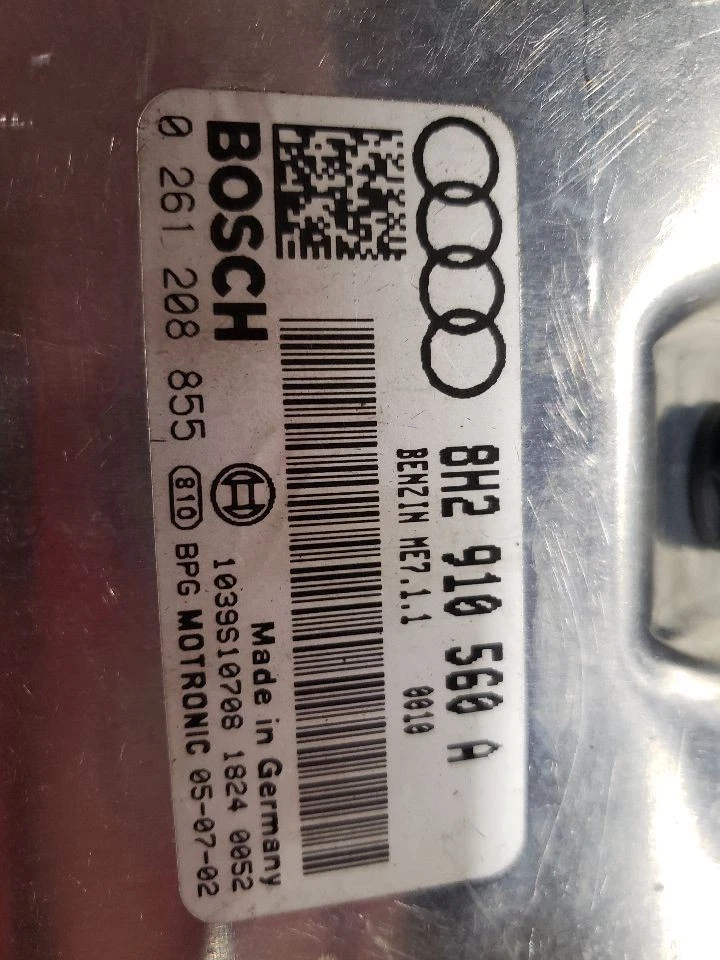 8H2 910 560 A
BENZIN ME7.1.1 0010
Made in Germany
BOSCH
1039S10708 1824 0052
0 261 208 855 810 BPG MOTRONIC 05-07-02